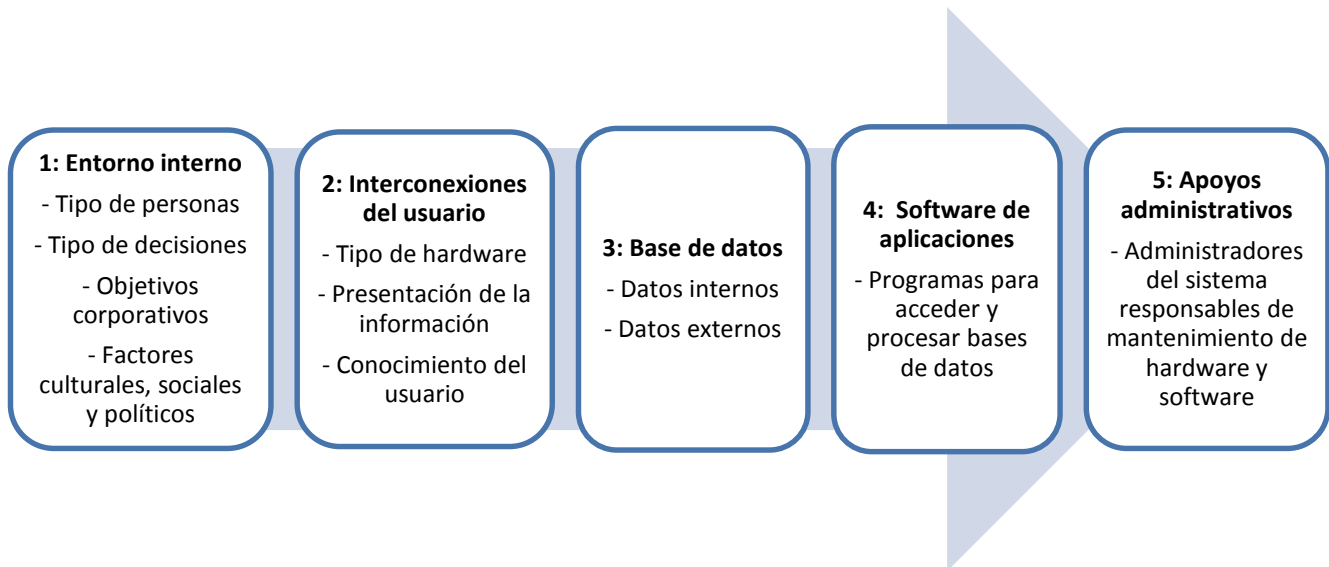 1: Entorno interno
- Tipo de personas
- Tipo de decisiones
- Objetivos
corporativos
- Factores
culturales, sociales
y políticos
2: Interconexiones
del usuario
- Tipo de hardware
- Presentación de la
información
- Conocimiento del
usuario
3: Base de datos
- Datos internos
- Datos externos
4: Software de
aplicaciones
- Programas para
acceder y
procesar bases
de datos
5: Apoyos
administrativos
- Administradores
del sistema
responsables de
mantenimiento de
hardware y
software